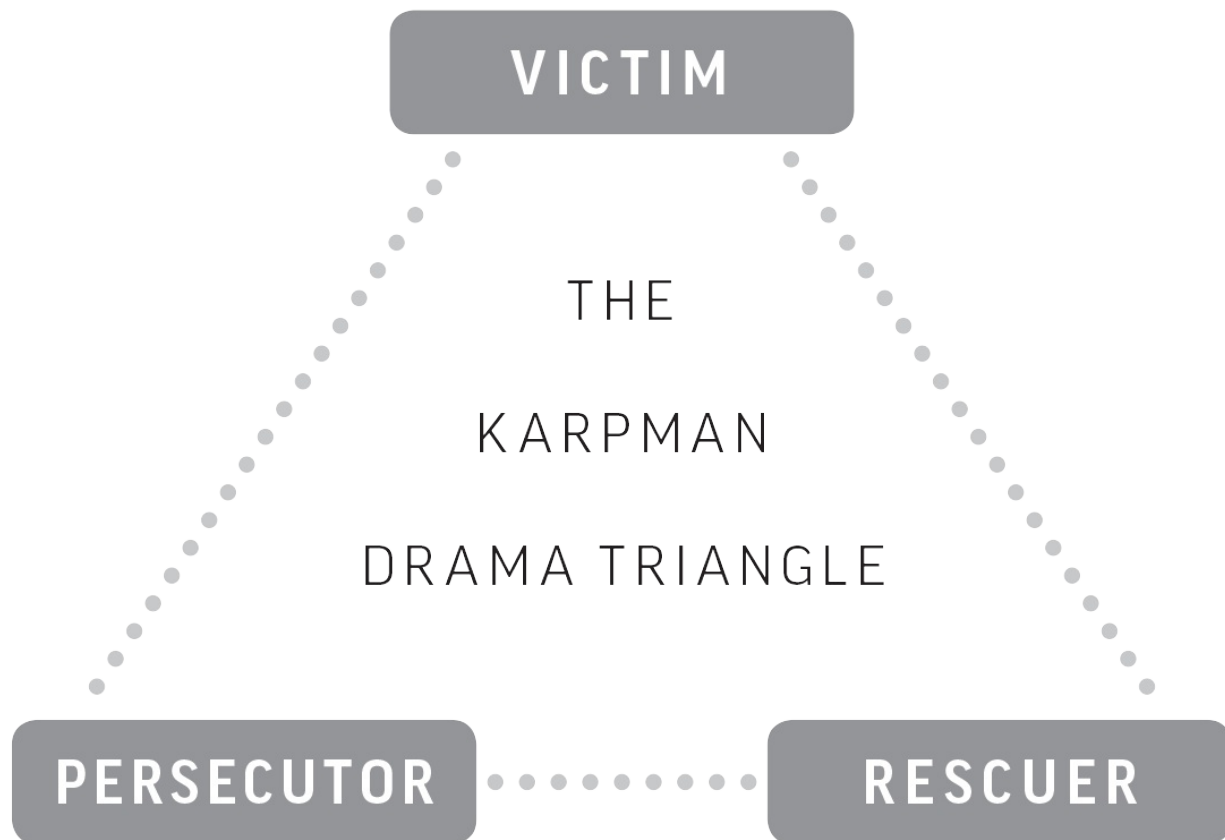 VICTIM
THE
KARPMAN
DRAMA TRIANGLE
PERSECUTOR
RESCUER